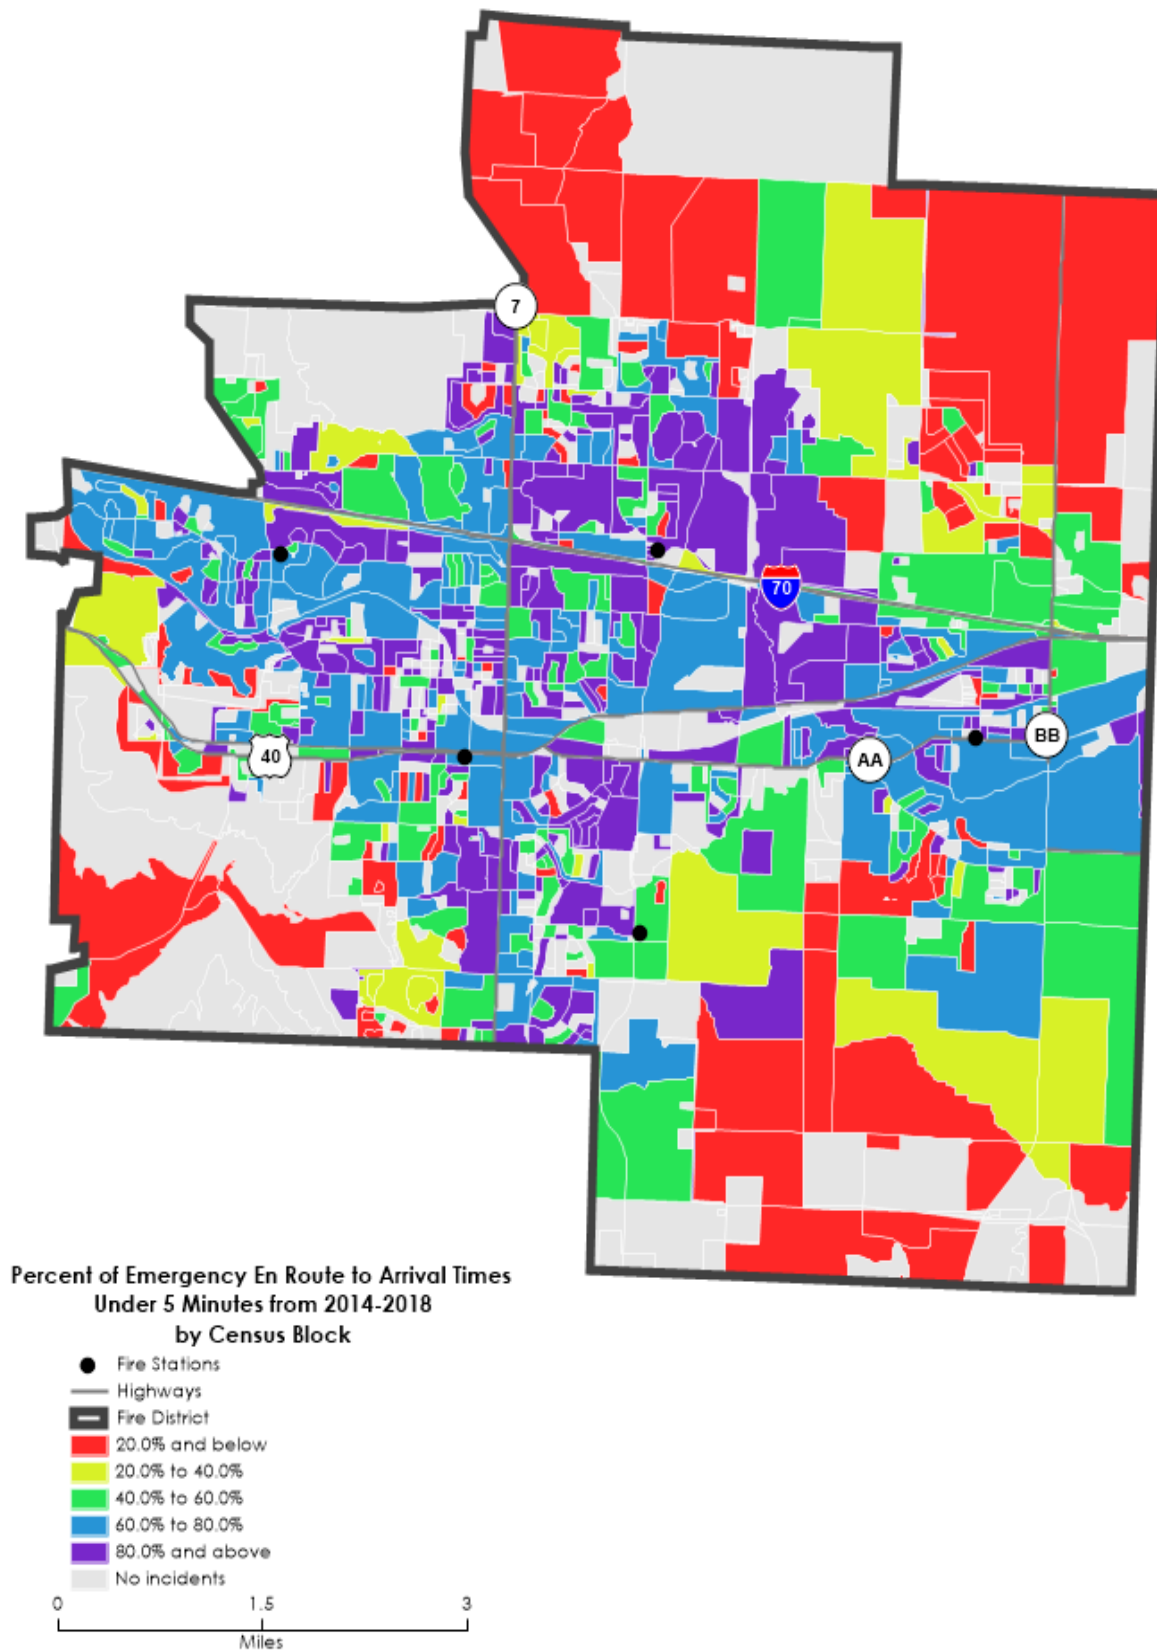 7
70
40
AA
BB
Percent of Emergency En Route to Arrival Times
Under 5 Minutes from 2014-2018
by Census Block
Fire Stations
Highways
Fire District
20.0% and below
20.0% to 40.0%
40.0% to 60.0%
60.0% to 80.0%
80.0% and above
No incidents
0 1.5 3
Miles